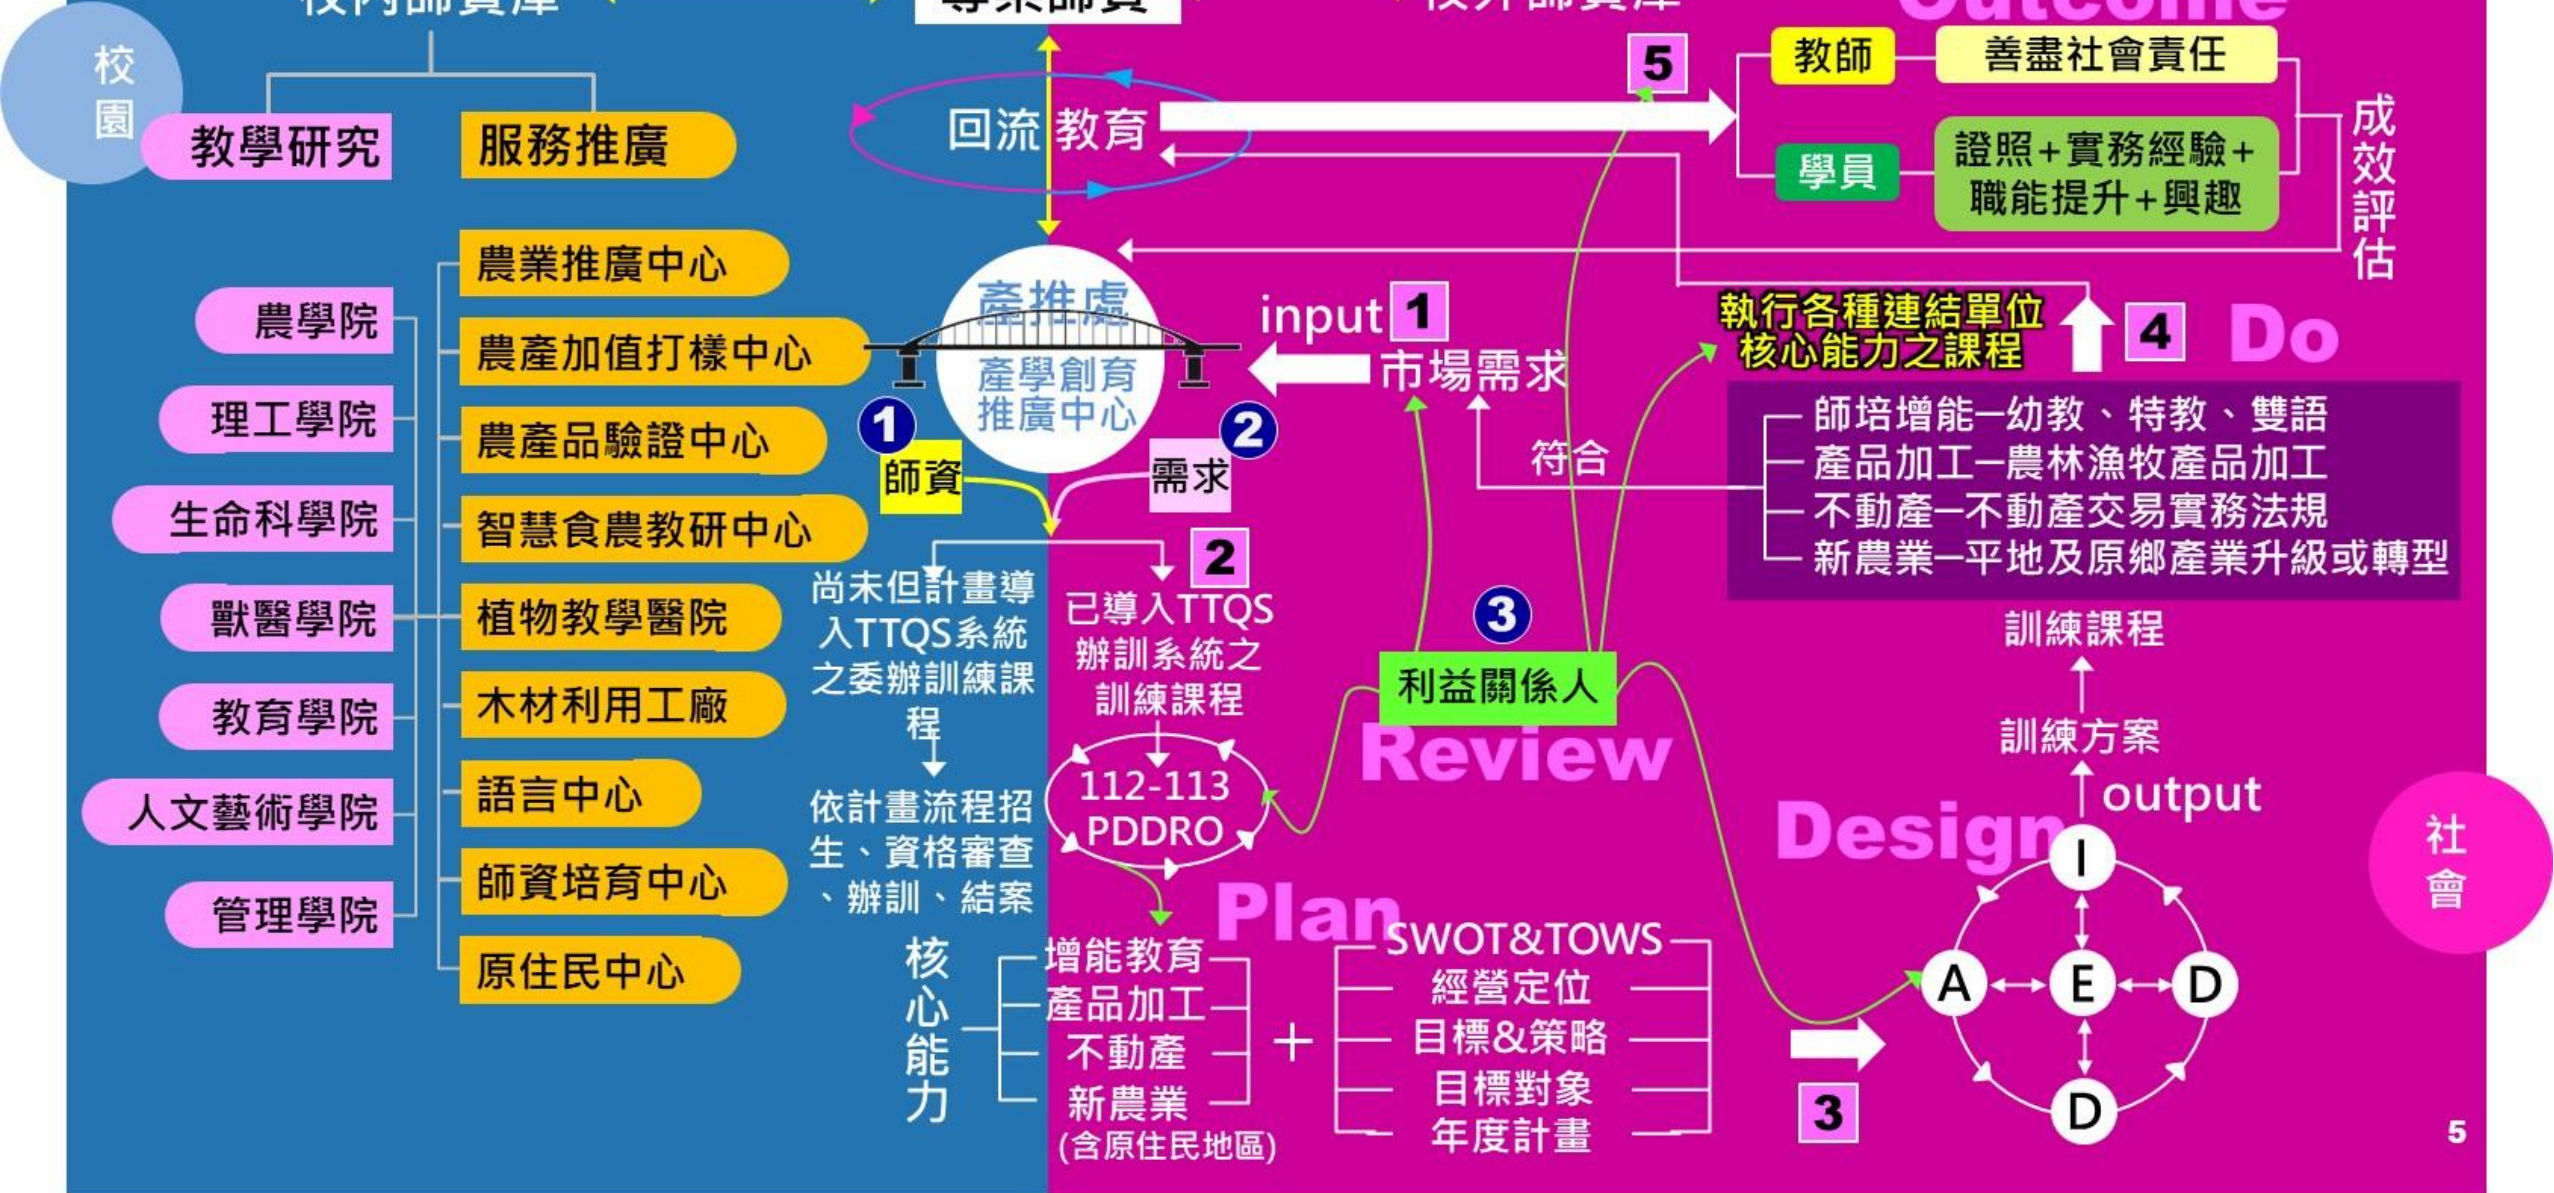 校內師資庫
專業師資
校外師資庫
Outcome
校園
教學研究
服務推廣
農學院
理工學院
生命科學院
獸醫學院
教育學院
人文藝術學院
管理學院
農業推廣中心
農產加值打樣中心
農產品驗證中心
智慧食農教研中心
植物教學醫院
木材利用工廠
語言中心
師資培育中心
原住民中心
回流教育
產推處
產學創育
推廣中心
1
師資
2
需求
尚未但計畫導
入TTQS系統
之委辦訓練課
程
依計畫流程招
生、資格審查
、辦訓、結案
2
已導入TTQS
辦訓系統之
訓練課程
112-113
PDDRO
Plan
核心能力
增能教育
產品加工
不動產
新農業
(含原住民地區)
+
SWOT&TOWS
經營定位
目標&策略
目標對象
年度計畫
input
1
市場需求
符合
3
利益關係人
Review
5
教師
善盡社會責任
學員
證照+實務經驗+
職能提升+興趣
成效評估
執行各種連結單位
核心能力之課程
4
Do
師培增能—幼教、特教、雙語
產品加工—農林漁牧產品加工
不動產—不動產交易實務法規
新農業—平地及原鄉產業升級或轉型
訓練課程
訓練方案
output
Design
I
A
E
D
D
3
社會
5